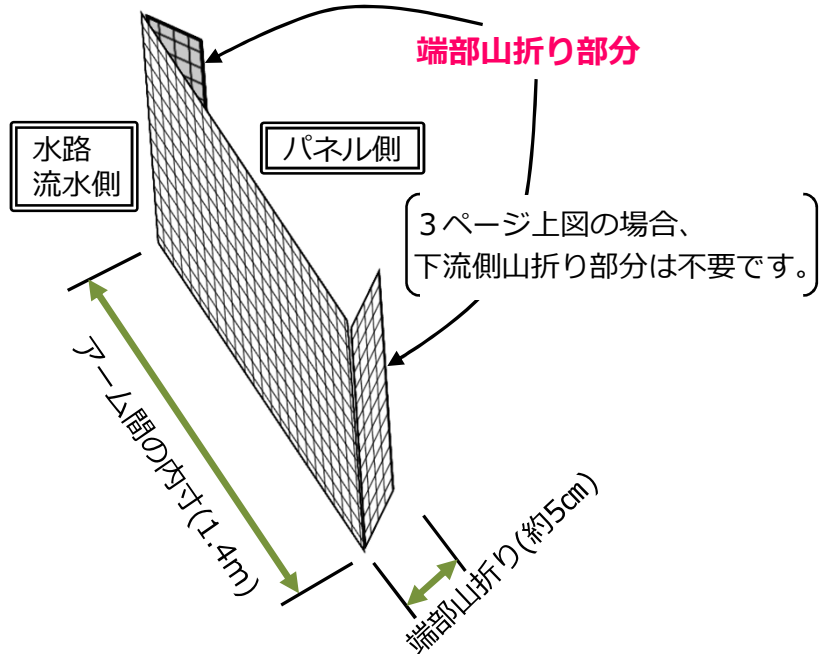 端部山折り部分
水路
流水側
パネル側
３ページ上図の場合、
下流側山折り部分は不要です。
アーム間の内寸(1.4m)
端部山折り(約5㎝)